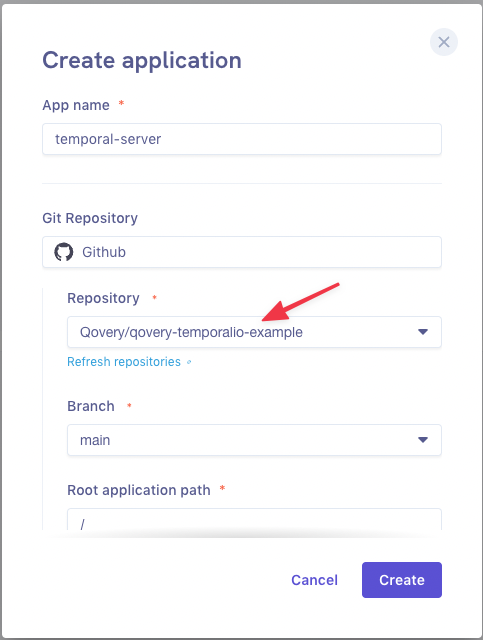 Create application
App name *
temporal-server
Git Repository
Github
Repository *
Qovery/qovery-temporalio-example
Refresh repositories
Branch *
main
Root application path *
/
Cancel
Create